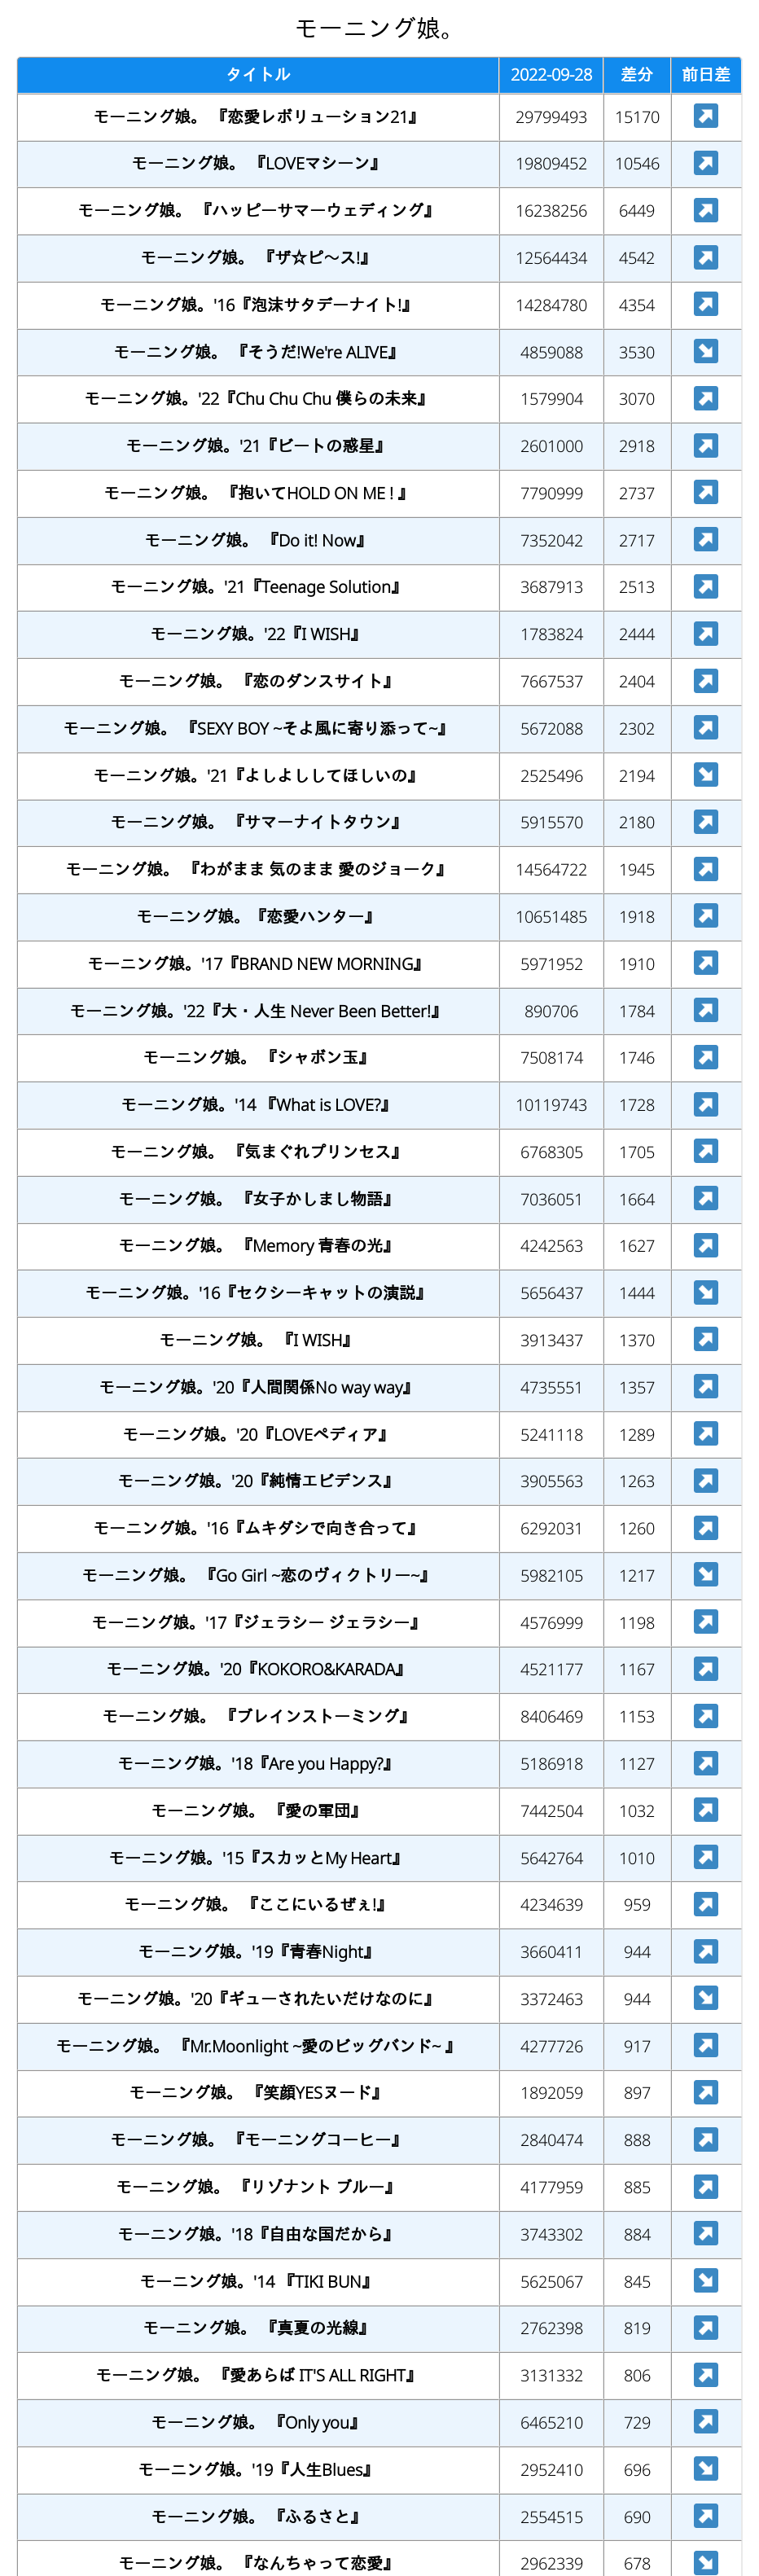 モーニング娘。
タイトル 2022-09-28 差分 前日差
モーニング娘。 『恋愛レボリューション21』 29799493 15170
モーニング娘。 『LOVEマシーン』 19809452 10546
モーニング娘。 『ハッピーサマーウェディング』 16238256 6449
モーニング娘。 『ザ☆ピ〜ス!』 12564434 4542
モーニング娘。'16『泡沫サタデーナイト!』 14284780 4354
モーニング娘。 『そうだ!We're ALIVE』 4859088 3530
モーニング娘。'22『Chu Chu Chu 僕らの未来』 1579904 3070
モーニング娘。'21『ビートの惑星』 2601000 2918
モーニング娘。 『抱いてHOLD ON ME ! 』 7790999 2737
モーニング娘。 『Do it! Now』 7352042 2717
モーニング娘。'21『Teenage Solution』 3687913 2513
モーニング娘。'22『I WISH』 1783824 2444
モーニング娘。 『恋のダンスサイト』 7667537 2404
モーニング娘。 『SEXY BOY ~そよ風に寄り添って~』 5672088 2302
モーニング娘。'21『よしよししてほしいの』 2525496 2194
モーニング娘。 『サマーナイトタウン』 5915570 2180
モーニング娘。 『わがまま 気のまま 愛のジョーク』 14564722 1945
モーニング娘。『恋愛ハンター』 10651485 1918
モーニング娘。'17『BRAND NEW MORNING』 5971952 1910
モーニング娘。'22『大・人生 Never Been Better!』 890706 1784
モーニング娘。 『シャボン玉』 7508174 1746
モーニング娘。'14 『What is LOVE?』 10119743 1728
モーニング娘。 『気まぐれプリンセス』 6768305 1705
モーニング娘。 『女子かしまし物語』 7036051 1664
モーニング娘。 『Memory 青春の光』 4242563 1627
モーニング娘。'16『セクシーキャットの演説』 5656437 1444
モーニング娘。 『I WISH』 3913437 1370
モーニング娘。'20『人間関係No way way』 4735551 1357
モーニング娘。'20『LOVEペディア』 5241118 1289
モーニング娘。'20『純情エビデンス』 3905563 1263
モーニング娘。'16『ムキダシで向き合って』 6292031 1260
モーニング娘。 『Go Girl ~恋のヴィクトリー~』 5982105 1217
モーニング娘。'17『ジェラシー ジェラシー』 4576999 1198
モーニング娘。'20『KOKORO&KARADA』 4521177 1167
モーニング娘。 『ブレインストーミング』 8406469 1153
モーニング娘。'18『Are you Happy?』 5186918 1127
モーニング娘。 『愛の軍団』 7442504 1032
モーニング娘。'15『スカッとMy Heart』 5642764 1010
モーニング娘。 『ここにいるぜぇ!』 4234639 959
モーニング娘。'19『青春Night』 3660411 944
モーニング娘。'20『ギューされたいだけなのに』 3372463 944
モーニング娘。 『Mr.Moonlight ~愛のビッグバンド~ 』 4277726 917
モーニング娘。 『笑顔YESヌード』 1892059 897
モーニング娘。 『モーニングコーヒー』 2840474 888
モーニング娘。 『リゾナント ブルー』 4177959 885
モーニング娘。'18『自由な国だから』 3743302 884
モーニング娘。'14 『TIKI BUN』 5625067 845
モーニング娘。 『真夏の光線』 2762398 819
モーニング娘。 『愛あらば IT'S ALL RIGHT』 3131332 806
モーニング娘。 『Only you』 6465210 729
モーニング娘。'19『人生Blues』 2952410 696
モーニング娘。 『ふるさと』 2554515 690
モーニング娘。 『なんちゃって恋愛』 2962339 678